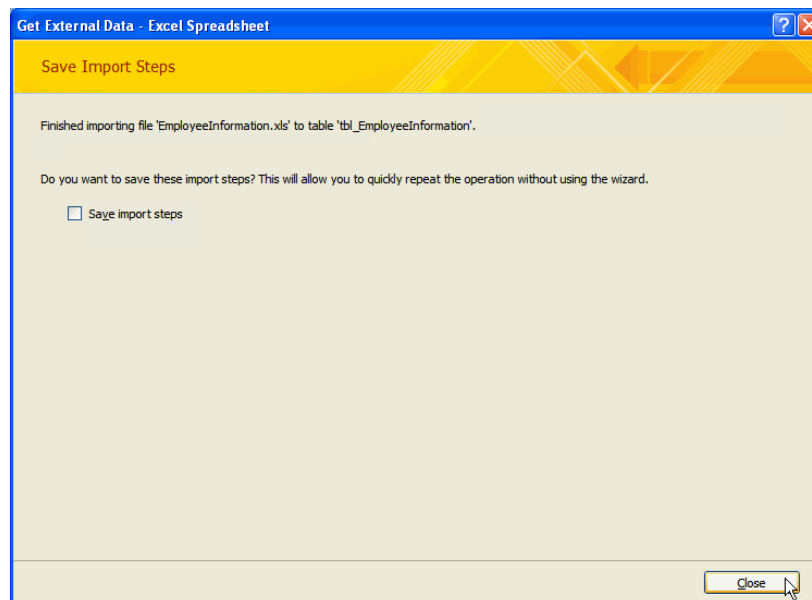 Get External Data - Excel Spreadsheet
Save Import Steps
Finished importing file 'EmployeeInformation.xls' to table 'tbl_EmployeeInformation'.
Do you want to save these import steps? This will allow you to quickly repeat the operation without using the wizard.
Save import steps
Close